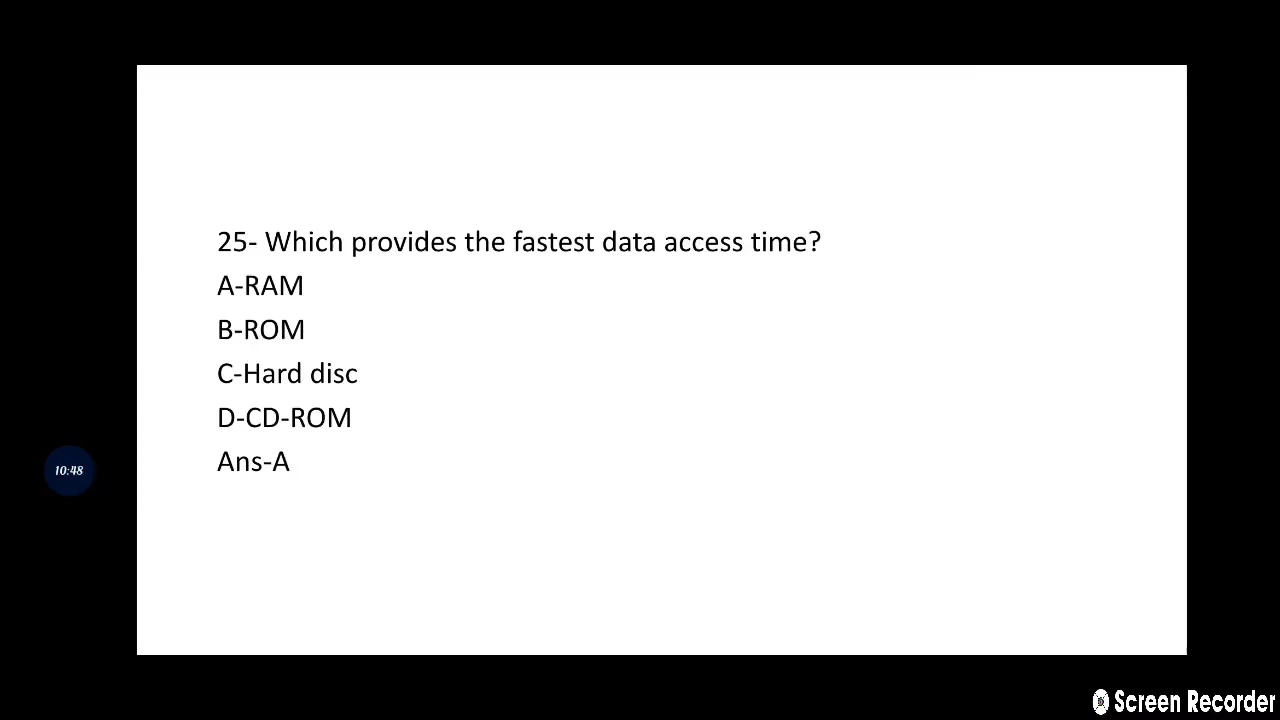 25- Which provides the fastest data access time?
A-RAM
B-ROM
C-Hard disc
D-CD-ROM
Ans-A
10:48
Screen Recorder